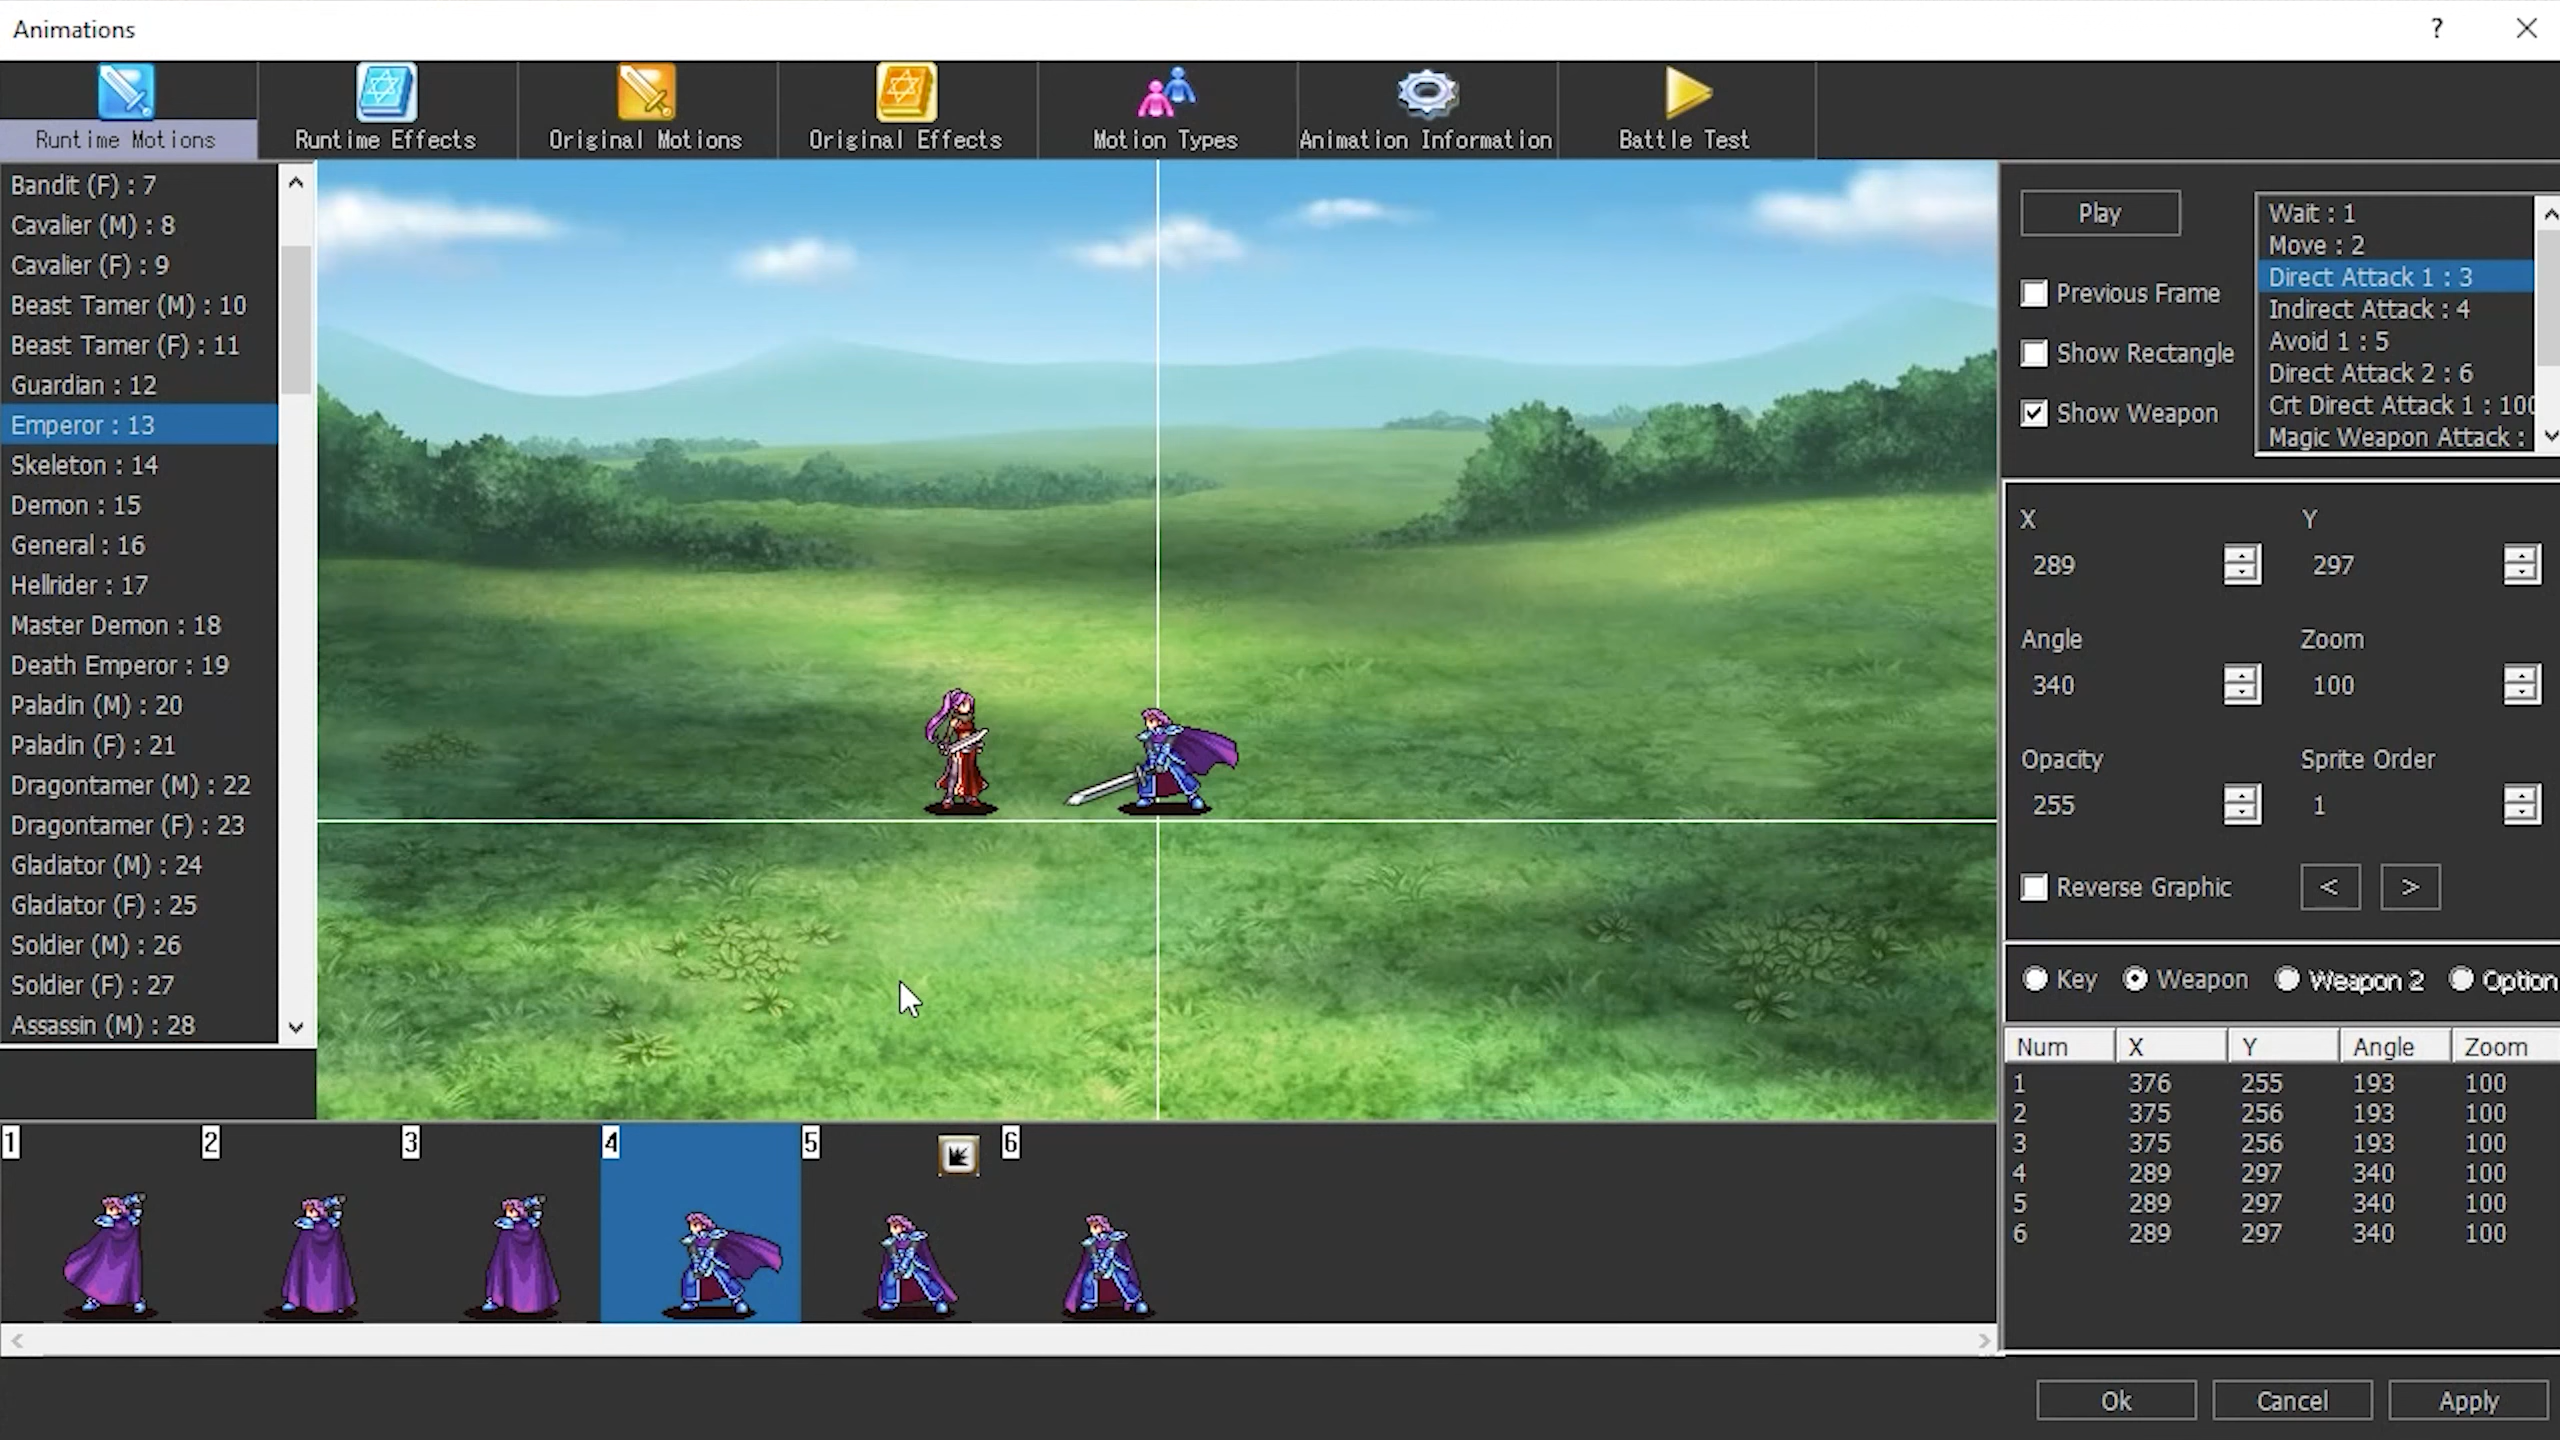 Animations
?
Runtime Motions
Runtime Effects
Original Motions
Original Effects
Motion Types
Animation Information
Battle Test
Bandit (F) : 7
Cavalier (M) : 8
Cavalier (F) : 9
Beast Tamer (M) : 10
Beast Tamer (F) : 11
Guardian : 12
Emperor : 13
Skeleton : 14
Demon : 15
General : 16
Hellrider : 17
Master Demon : 18
Death Emperor : 19
Paladin (M) : 20
Paladin (F) : 21
Dragontamer (M) : 22
Dragontamer (F) : 23
Gladiator (M) : 24
Gladiator (F) : 25
Soldier (M) : 26
Soldier (F) : 27
Assassin (M) : 28
Play
Previous Frame
Show Rectangle
Show Weapon
Wait : 1
Move : 2
Direct Attack 1 : 3
Indirect Attack : 4
Avoid 1 : 5
Direct Attack 2 : 6
Crt Direct Attack 1 : 100
Magic Weapon Attack :
X Y
289 297
Angle Zoom
340 100
Opacity Sprite Order
255 1
Reverse Graphic < >
Key Weapon Weapon 2 Option
Num X Y Angle Zoom
1 376 255 193 100
2 375 256 193 100
3 375 256 193 100
4 289 297 340 100
5 289 297 340 100
6 289 297 340 100
1 2 3 4 5 6
Ok Cancel Apply